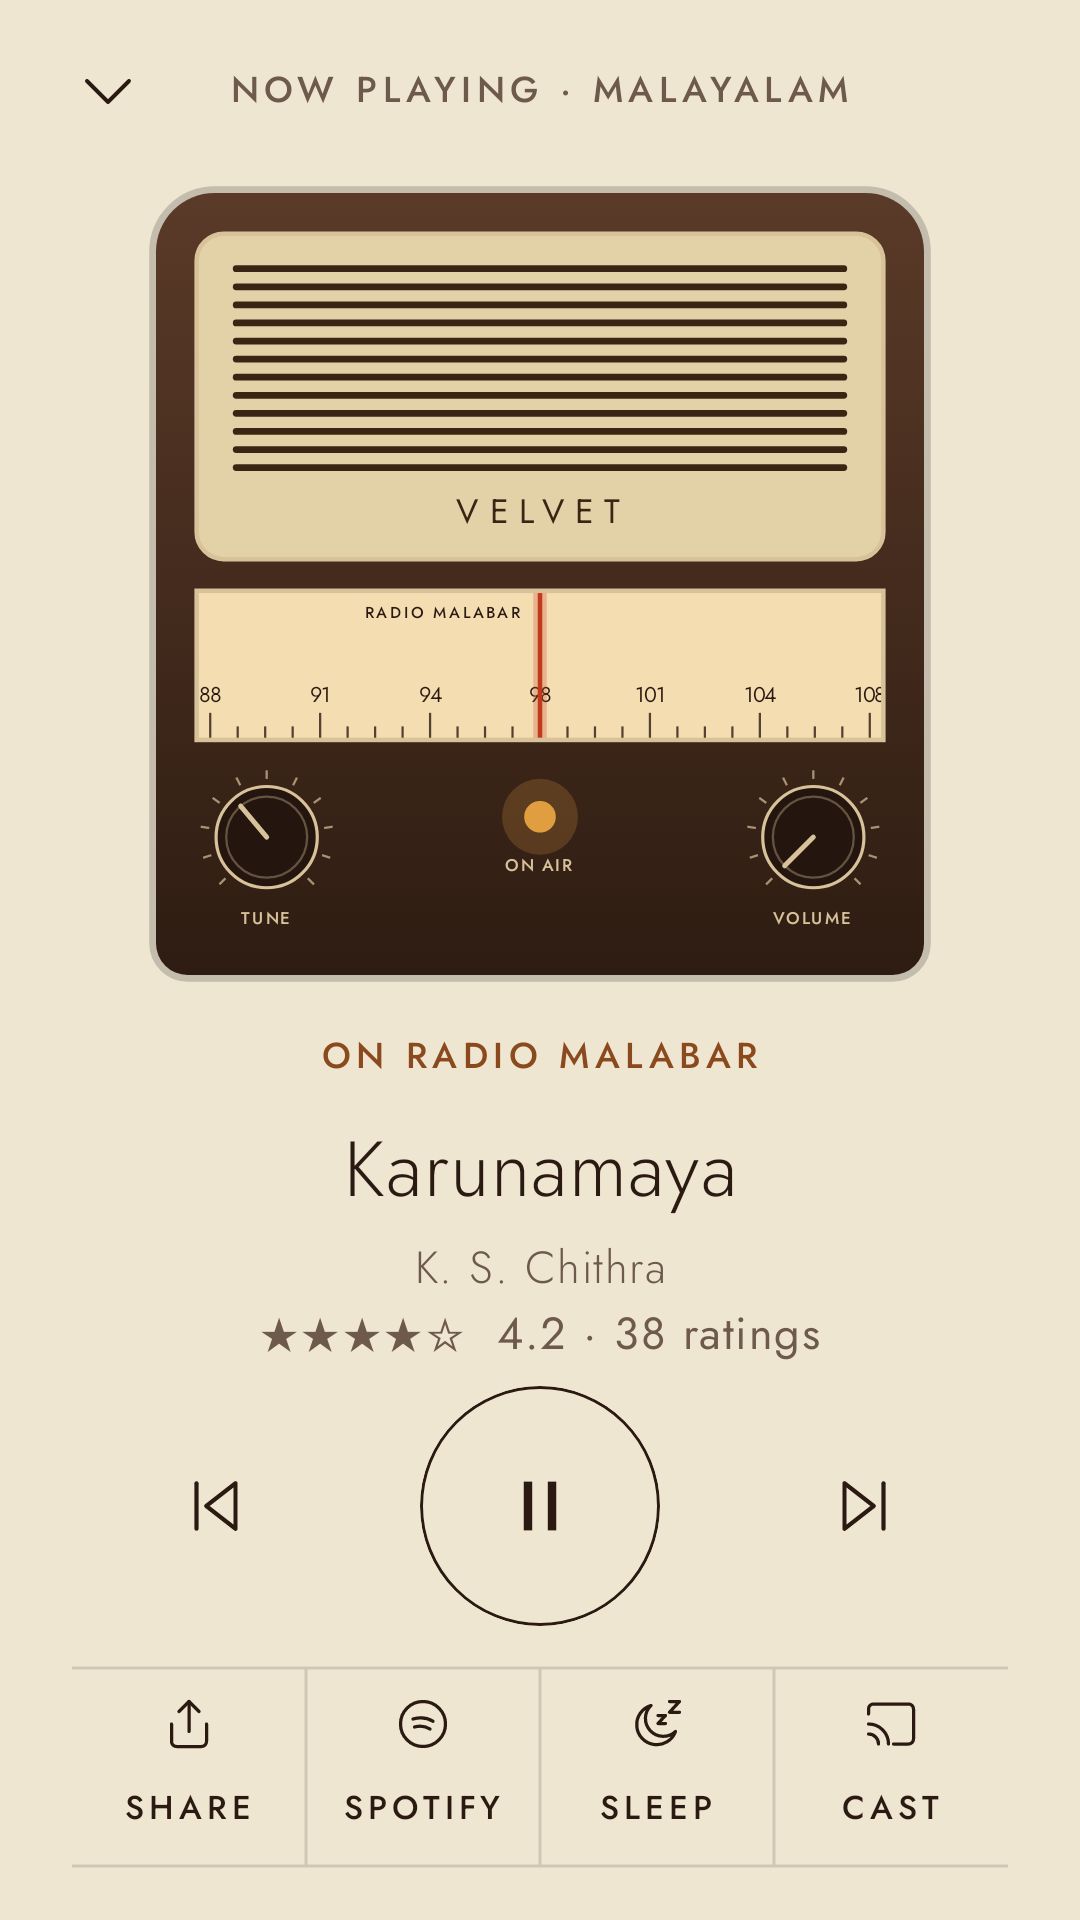 NOW PLAYING · MALAYALAM
VELVET
RADIO MALABAR
88 91 94 98 101 104 108
ON AIR
TUNE VOLUME
ON RADIO MALABAR
Karunamaya
K. S. Chithra
★★★★☆ 4.2 · 38 ratings
SHARE SPOTIFY SLEEP CAST